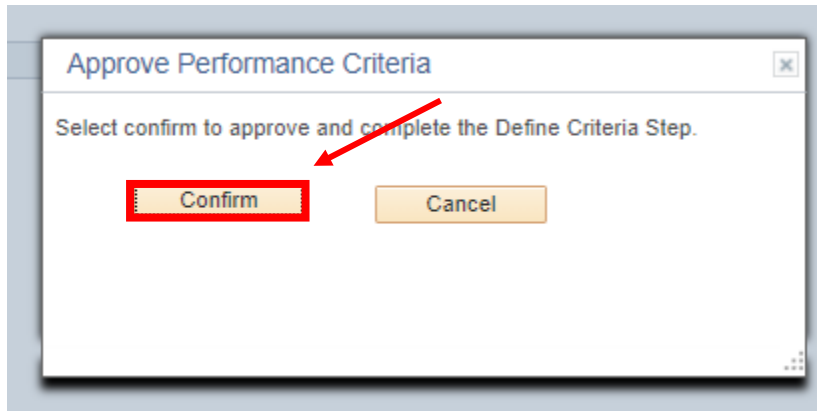 Approve Performance Criteria
Select confirm to approve and complete the Define Criteria Step.
Confirm
Cancel